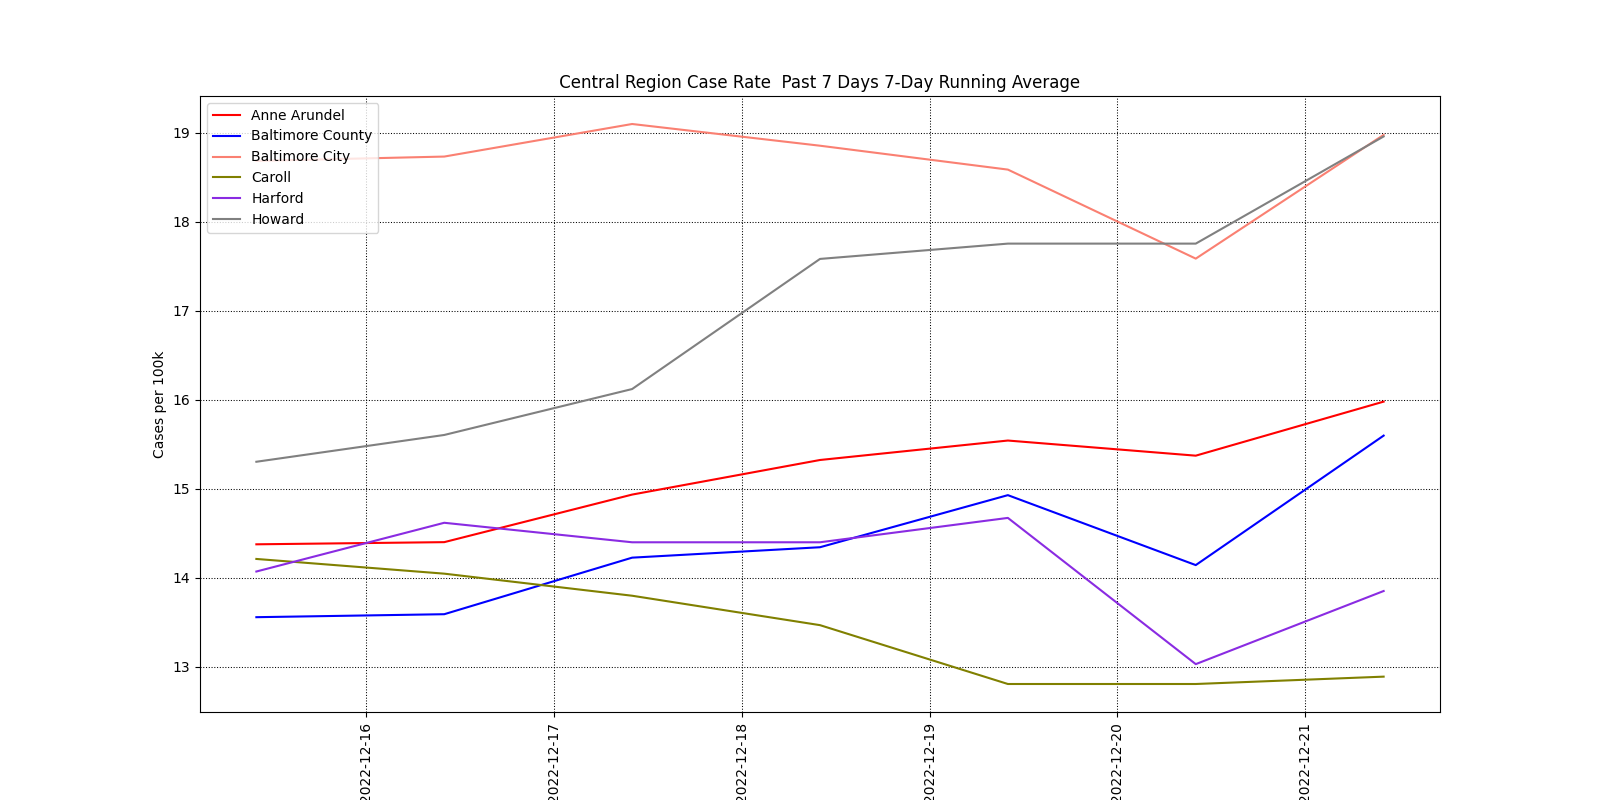 Central Region Case Rate  Past 7 Days 7-Day Running Average
Anne Arundel
Baltimore County
Baltimore City
Caroll
Harford
Howard
Cases per 100k
19
18
17
16
15
14
13
2022-12-16
2022-12-17
2022-12-18
2022-12-19
2022-12-20
2022-12-21